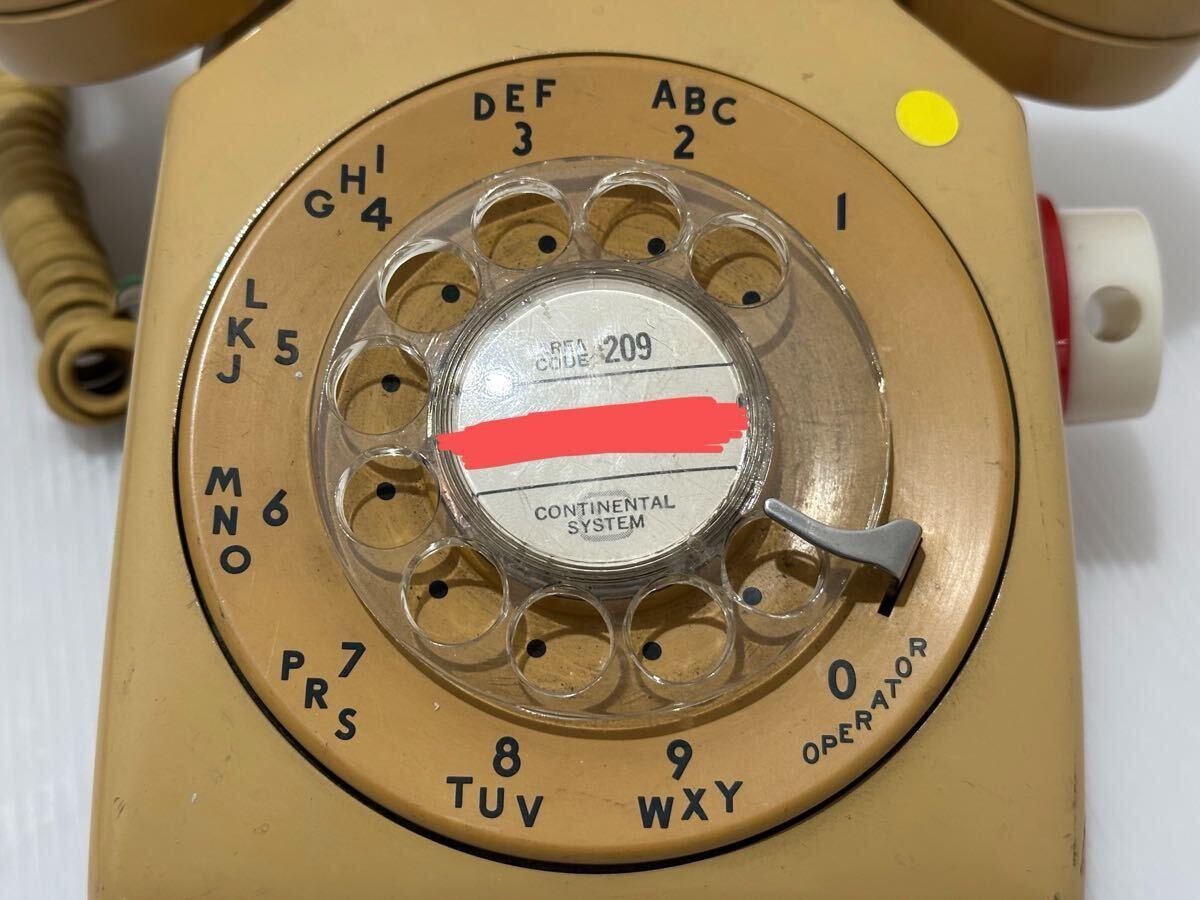 ABC
2
DEF
3
GHI
4
JKL
5
MNO
6
PRS
7
TUV
8
WXY
9
0
OPERATOR
1
AREA
CODE 209
CONTINENTAL
SYSTEM